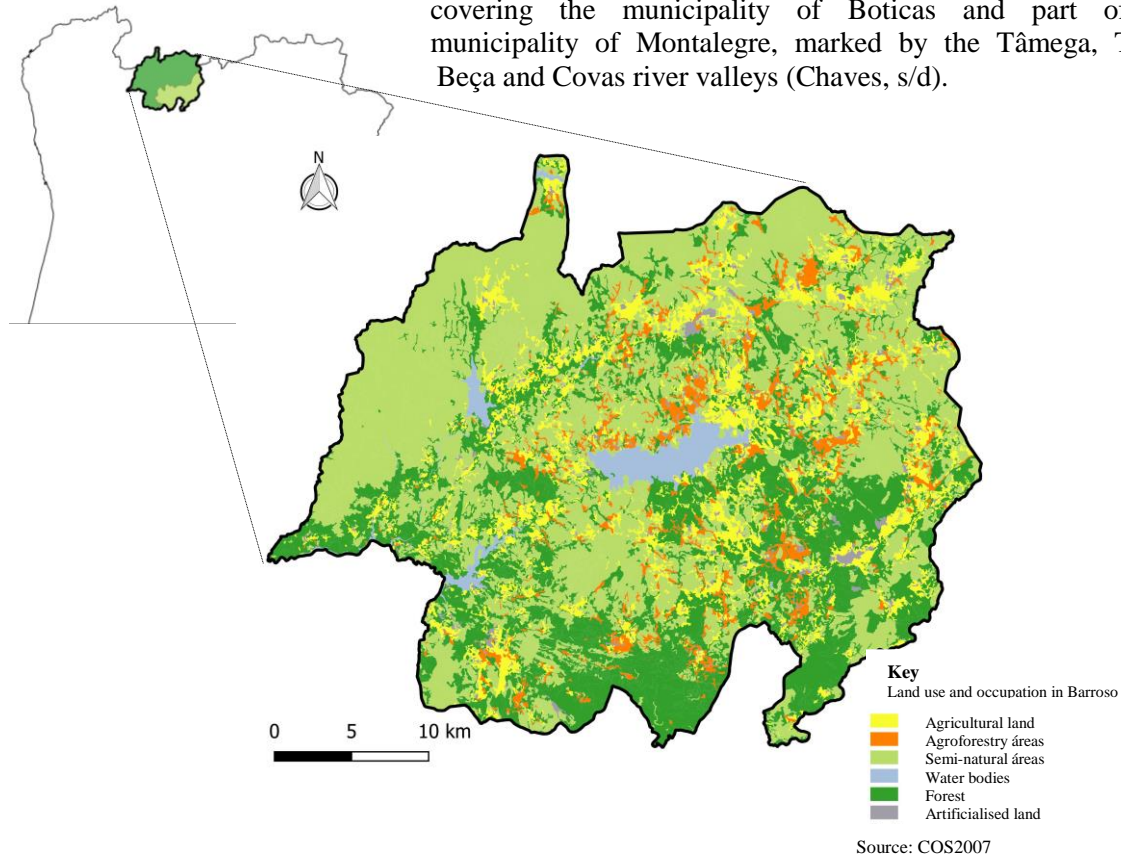 covering the municipality of Boticas and part of
municipality of Montalegre, marked by the Tâmega,
Beça and Covas river valleys (Chaves, s/d).
N
0 5 10 km
Key
Land use and occupation in Barroso
Agricultural land
Agroforestry áreas
Semi-natural áreas
Water bodies
Forest
Artificialised land
Source: COS2007